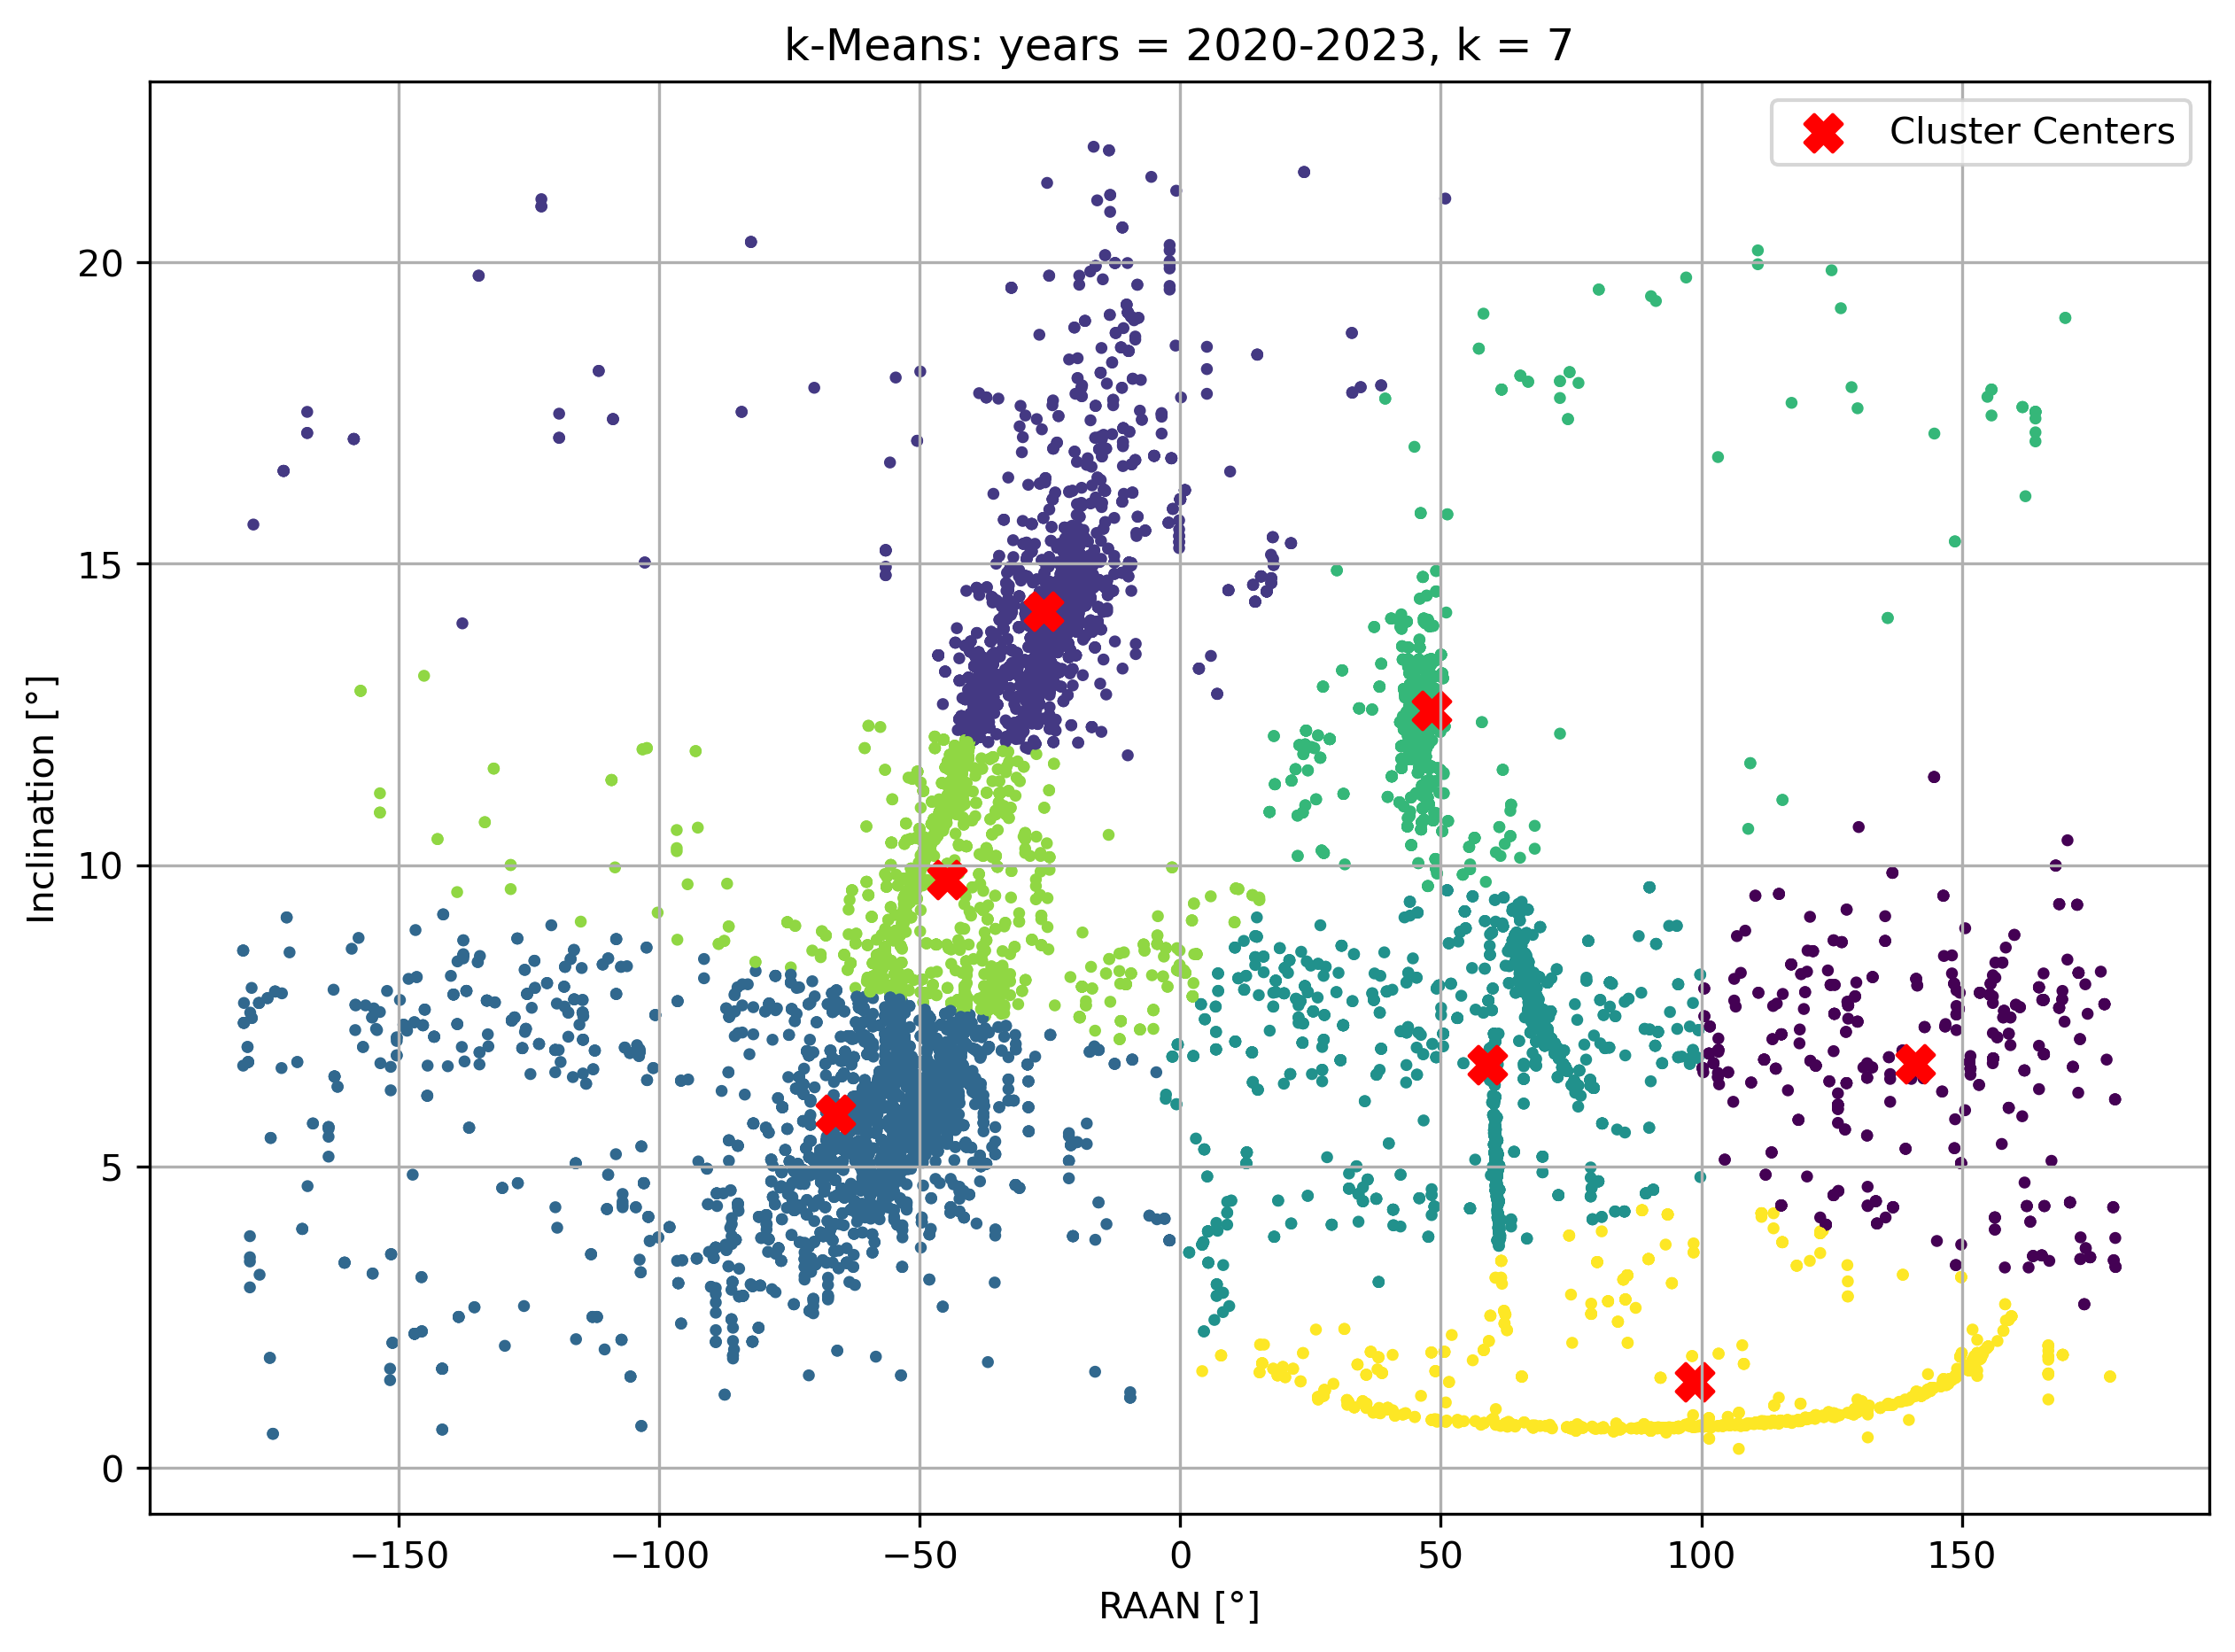 k-Means: years = 2020-2023, k = 7
Cluster Centers
20
15
10
5
0
Inclination [°]
−150 −100 −50 0 50 100 150
RAAN [°]